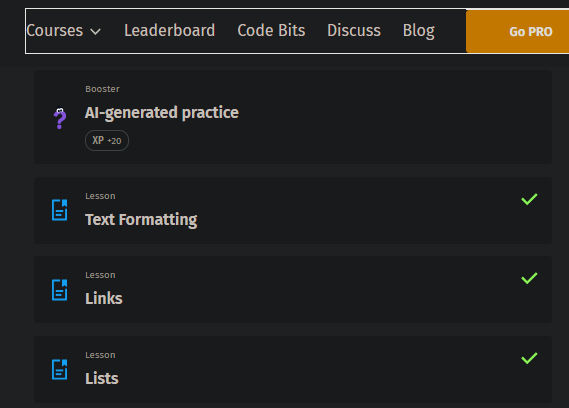 Courses Leaderboard Code Bits Discuss Blog Go PRO
Booster
AI-generated practice
XP +20
Lesson
Text Formatting
Lesson
Links
Lesson
Lists